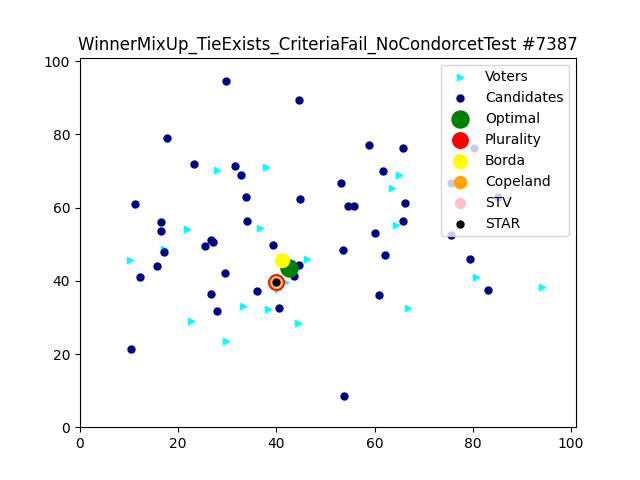 WinnerMixUp_TieExists_CriteriaFail_NoCondorcetTest #7387
100
80
60
40
20
0
0 20 40 60 80 100
Voters
Candidates
Optimal
Plurality
Borda
Copeland
STV
STAR